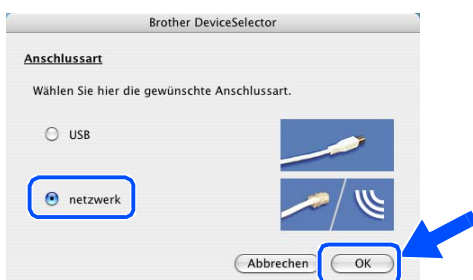 Brother DeviceSelector
Anschlussart
Wählen Sie hier die gewünschte Anschlussart.
USB
netzwerk
Abbrechen OK